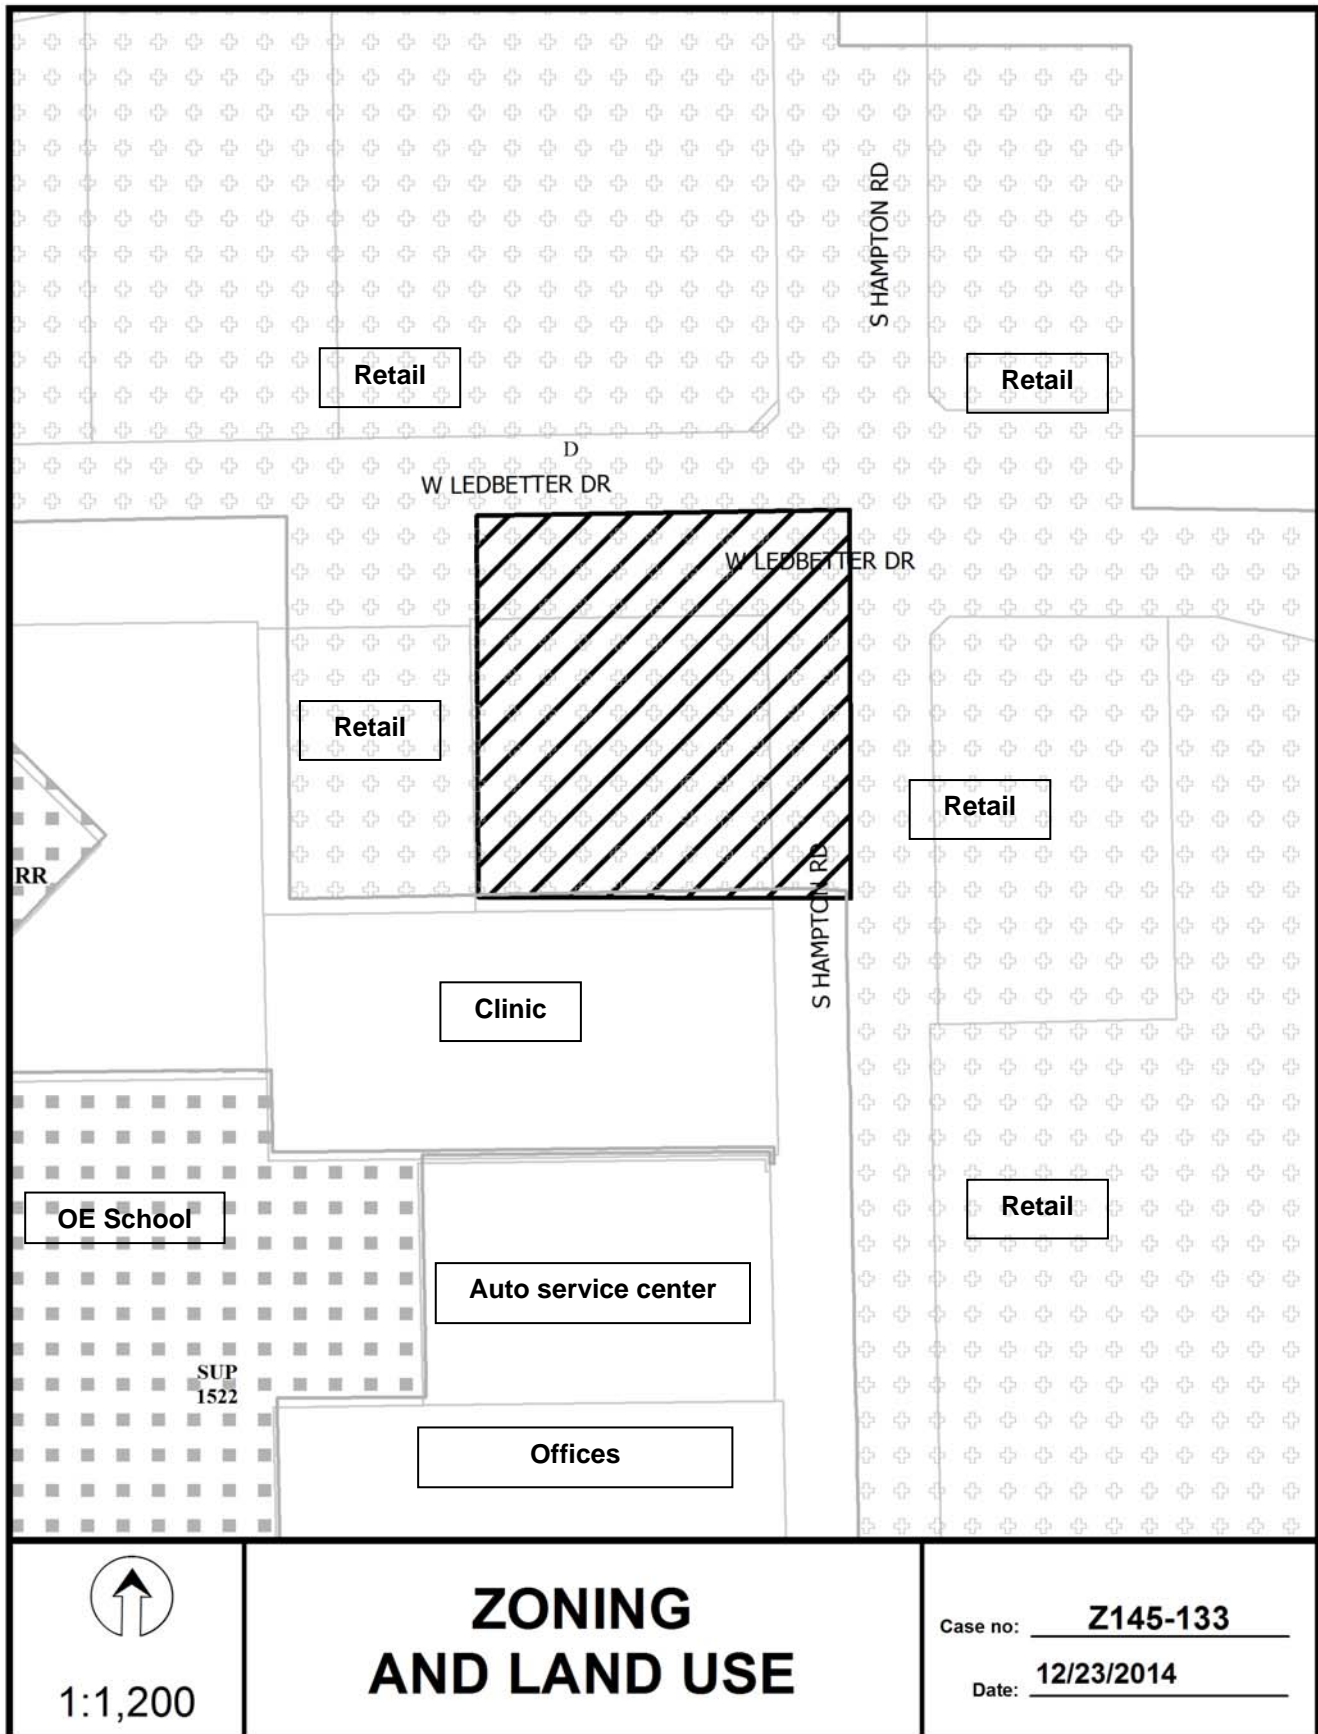 S HAMPTON RD
Retail
Retail
D
W LEDBETTER DR
W LEDBETTER DR
Retail
Retail
RR
S HAMPTON RD
Clinic
OE School
Retail
Auto service center
SUP
1522
Offices
1:1,200
ZONING
AND LAND USE
Case no: Z145-133
Date: 12/23/2014